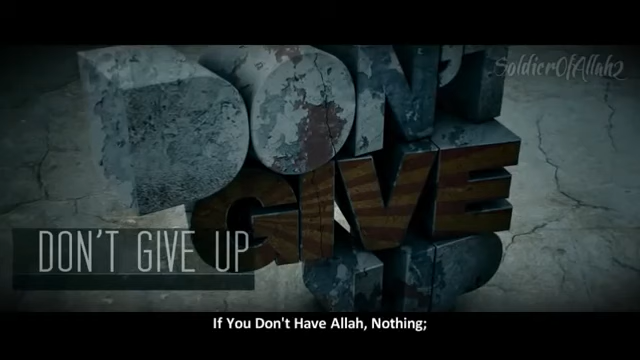 SoldierOfAllah2
DON'T
GIVE
UP
DON'T GIVE UP
If You Don't Have Allah, Nothing;